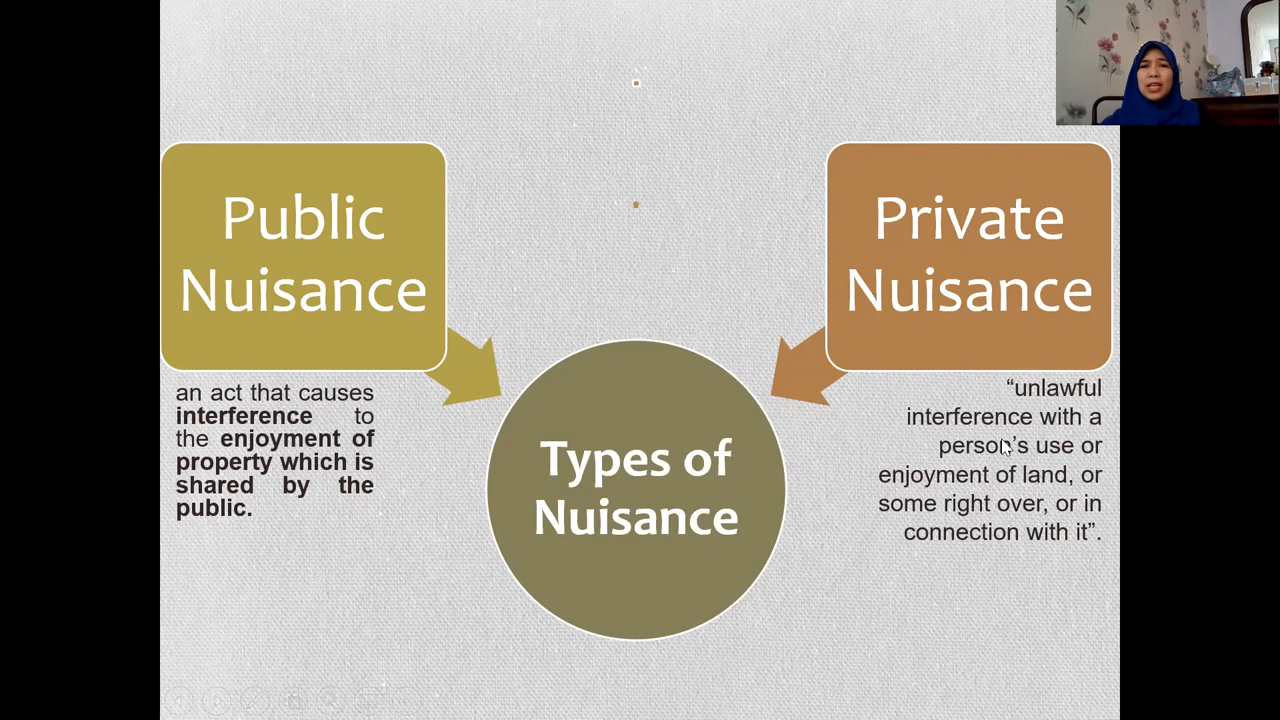 Public
Nuisance
an act that causes
interference to
the enjoyment of
property which is
shared by the
public.
Private
Nuisance
“unlawful
interference with a
person’s use or
enjoyment of land, or
some right over, or in
connection with it”.
Types of
Nuisance